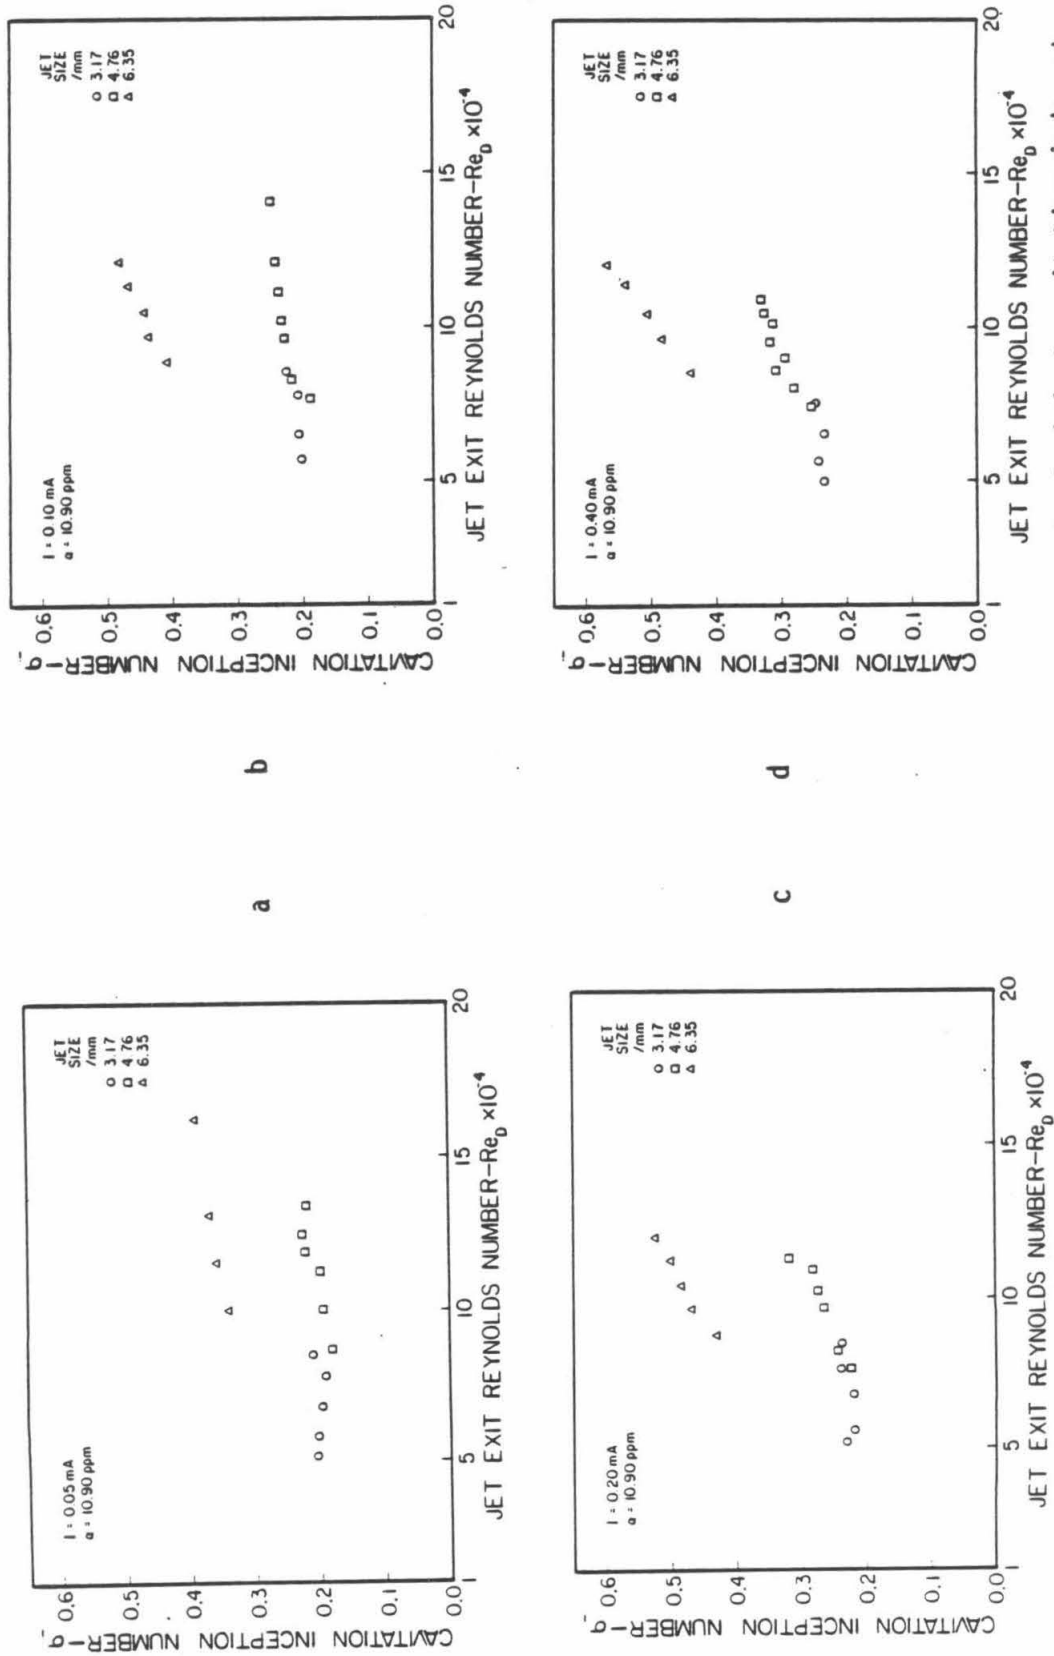 0.6
0.5
0.4
0.3
0.2
0.1
0.0
CAVITATION INCEPTION NUMBER-σi
I = 0.05 mA
a = 10.90 ppm
JET
SIZE
/mm
○ 3.17
□ 4.76
△ 6.35
1
5
10
15
20
JET EXIT REYNOLDS NUMBER-ReD ×10-4
a
b
0.6
0.5
0.4
0.3
0.2
0.1
0.0
CAVITATION INCEPTION NUMBER-σi
I = 0.10 mA
a = 10.90 ppm
JET
SIZE
/mm
○ 3.17
□ 4.76
△ 6.35
1
5
10
15
20
JET EXIT REYNOLDS NUMBER-ReD ×10-4
0.6
0.5
0.4
0.3
0.2
0.1
0.0
CAVITATION INCEPTION NUMBER-σi
I = 0.20 mA
a = 10.90 ppm
JET
SIZE
/mm
○ 3.17
□ 4.76
△ 6.35
1
5
10
15
20
JET EXIT REYNOLDS NUMBER-ReD ×10-4
c
d
0.6
0.5
0.4
0.3
0.2
0.1
0.0
CAVITATION INCEPTION NUMBER-σi
I = 0.40 mA
a = 10.90 ppm
JET
SIZE
/mm
○ 3.17
□ 4.76
△ 6.35
1
5
10
15
20
JET EXIT REYNOLDS NUMBER-ReD ×10-4